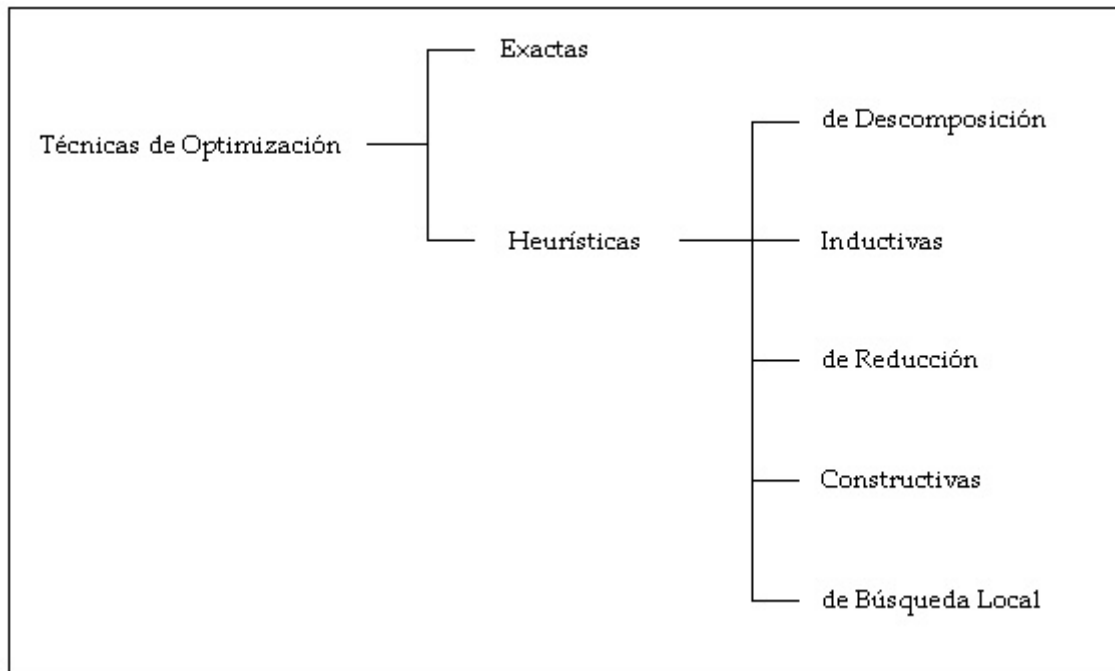 Exactas
de Descomposición
Técnicas de Optimización
Heurísticas
Inductivas
de Reducción
Constructivas
de Búsqueda Local